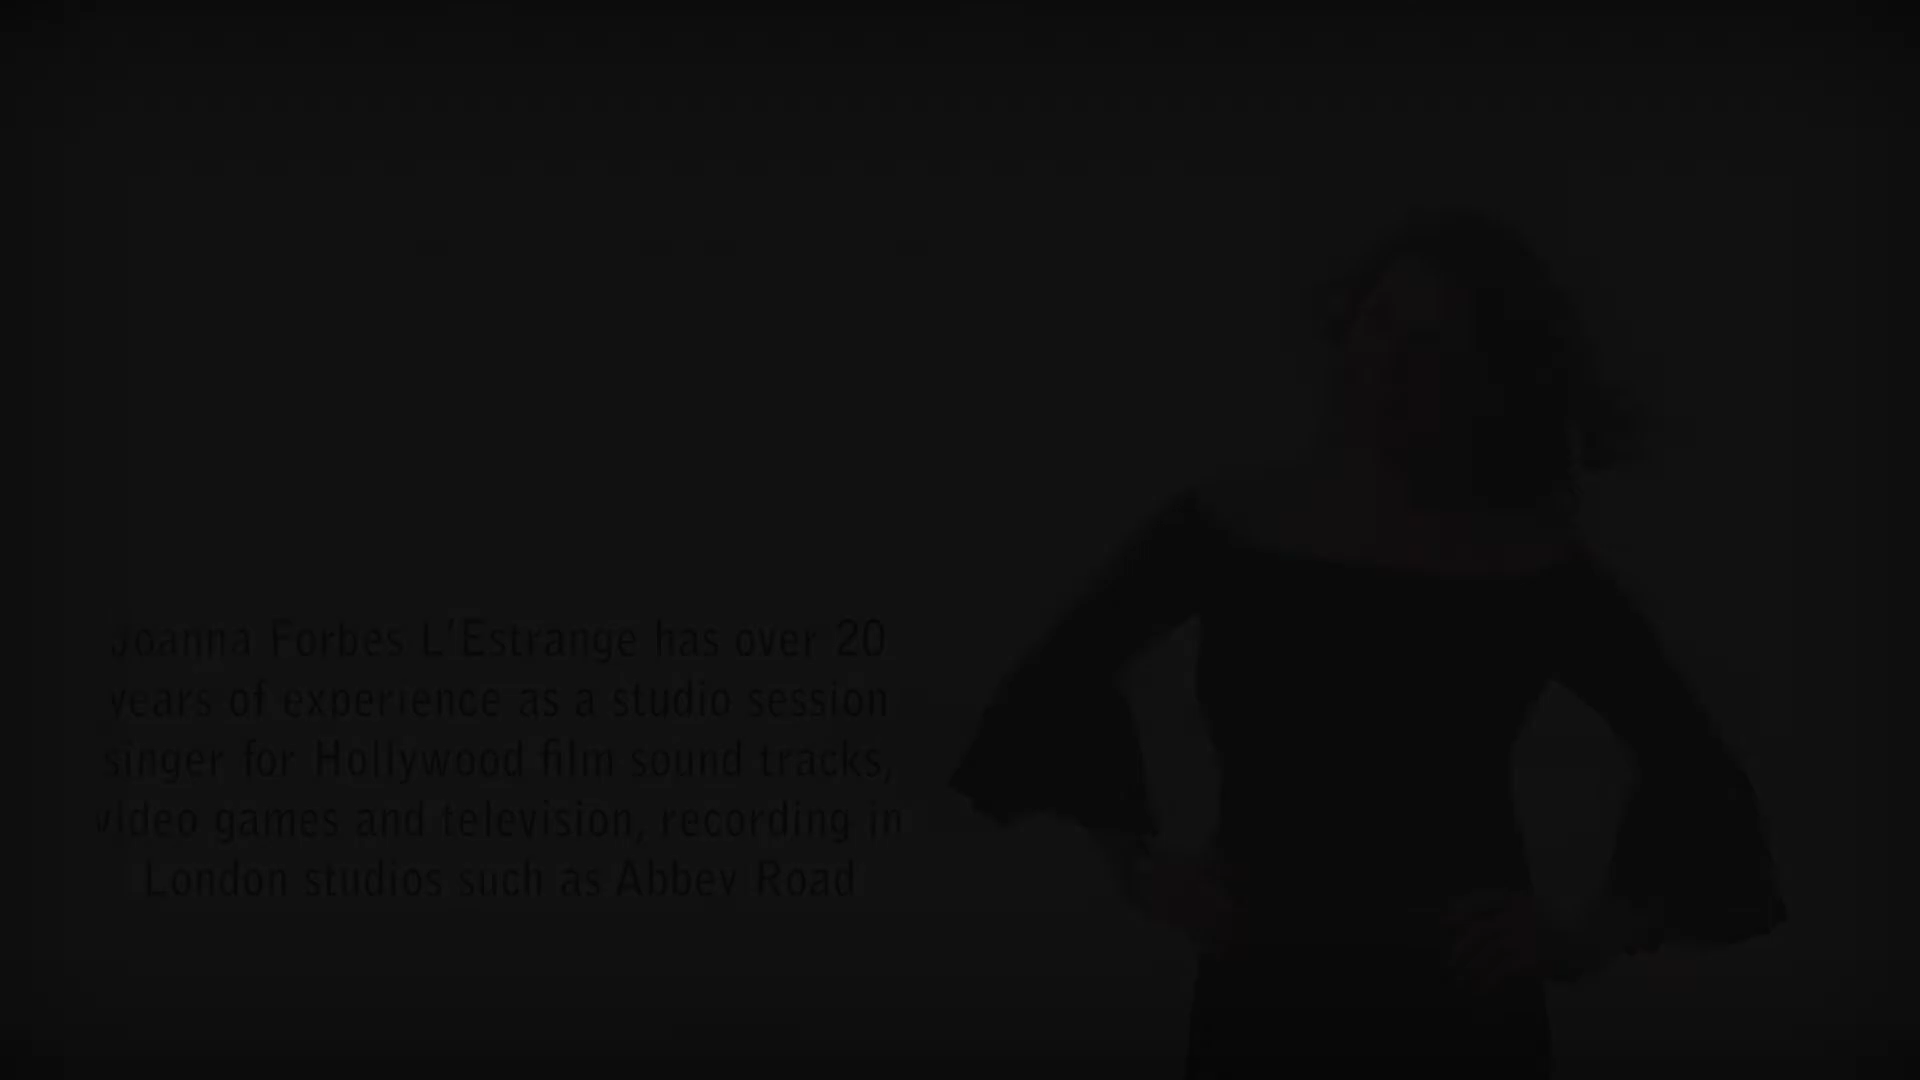 Joanna Forbes L'Estrange has over 20
years of experience as a studio session
singer for Hollywood film sound tracks,
video games and television, recording in
London studios such as Abbey Road